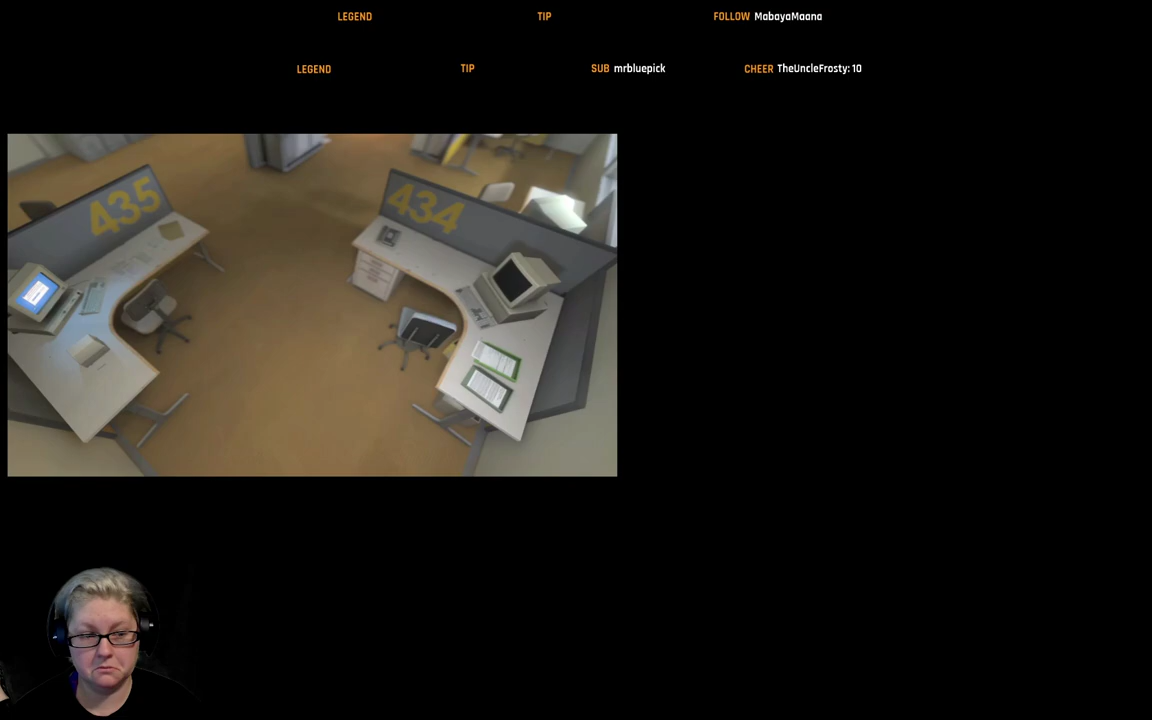 LEGEND TIP FOLLOW MabayaMaana
LEGEND TIP SUB mrbluepick CHEER TheUncleFrosty: 10
435
434